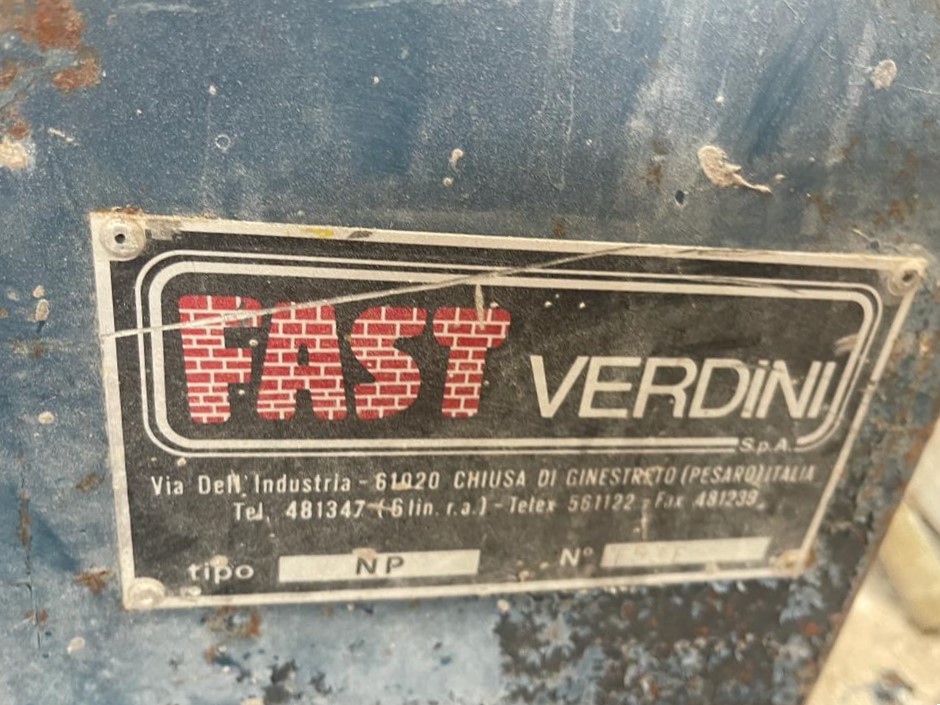 FAST VERDiNI
S.p.A.
Via Dell'Industria - 61020 CHIUSA DI GINESTRETO (PESARO) ITALIA
Tel. 481347 (6 lin. r.a.) - Telex 561122 - Fax 481239
tipo NP N°